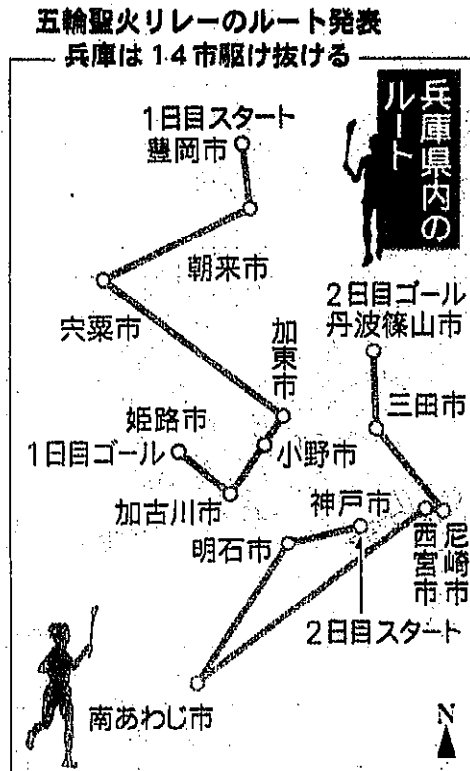 五輪聖火リレーのルート発表
兵庫は14市駆け抜ける
兵庫県内の
ルート
1日目スタート
豊岡市
朝来市
宍粟市
2日目ゴール
丹波篠山市
加東市
三田市
姫路市
1日目ゴール
小野市
加古川市
神戸市
明石市
西宮市
尼崎市
2日目スタート
南あわじ市
N